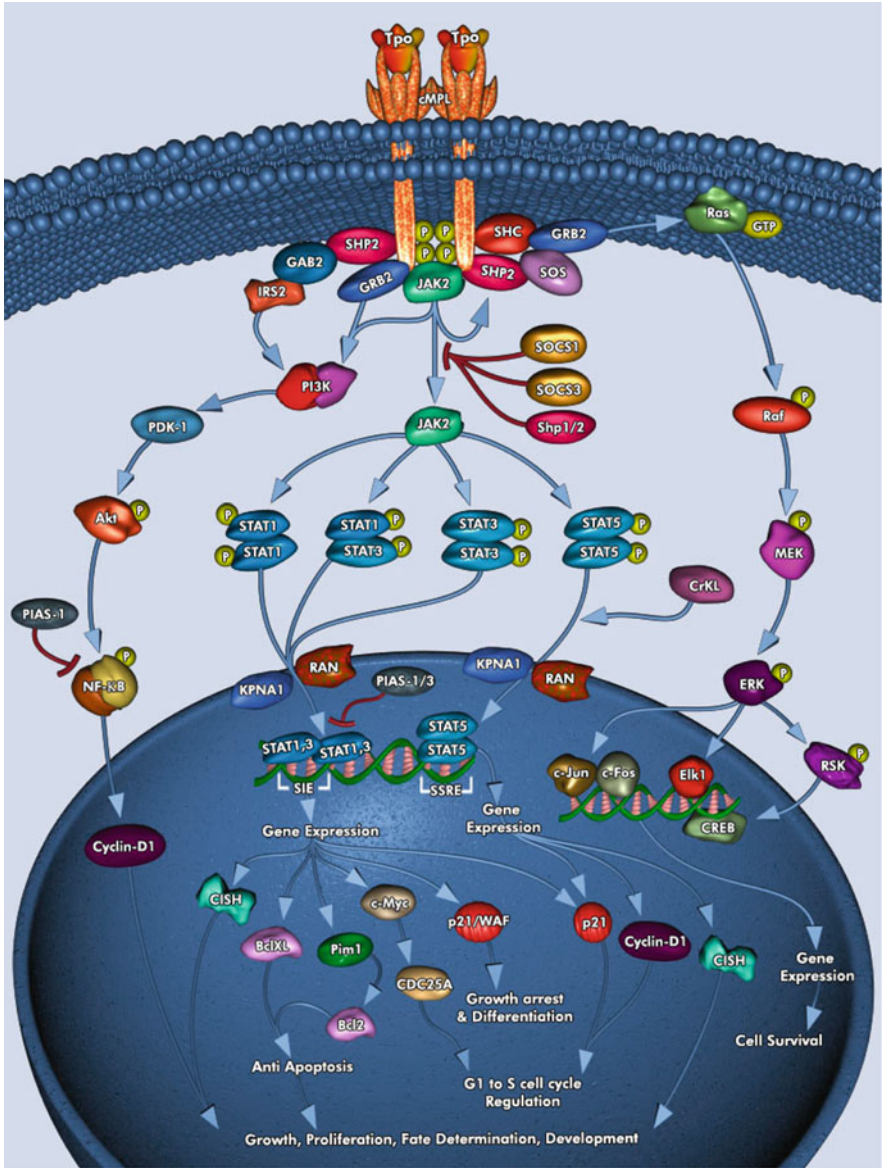 Tpo
Tpo
cMPL
Ras
GTP
P
P
P
P
SHC
GRB2
SHP2
GAB2
IRS2
GRB2
JAK2
SHP2
SOS
PI3K
SOCS1
SOCS3
Shp1/2
PDK-1
JAK2
P
Raf
Akt
P
P
STAT1
P
STAT1
STAT1
P
STAT3
P
STAT3
P
STAT3
P
STAT5
P
STAT5
P
P
MEK
CrKL
PIAS-1
P
NF-kB
KPNA1
RAN
PIAS-1/3
KPNA1
RAN
ERK
P
STAT1,3
STAT1,3
STAT5
STAT5
SIE
SSRE
c-Jun
c-Fos
Elk1
CREB
P
RSK
Gene Expression
Gene
Expression
Cyclin-D1
CISH
BclXL
Pim1
c-Myc
p21/WAF
p21
Cyclin-D1
CISH
Gene
Expression
CDC25A
Bcl2
Growth arrest
& Differentiation
Cell Survival
Anti Apoptosis
G1 to S cell cycle
Regulation
Growth, Proliferation, Fate Determination, Development